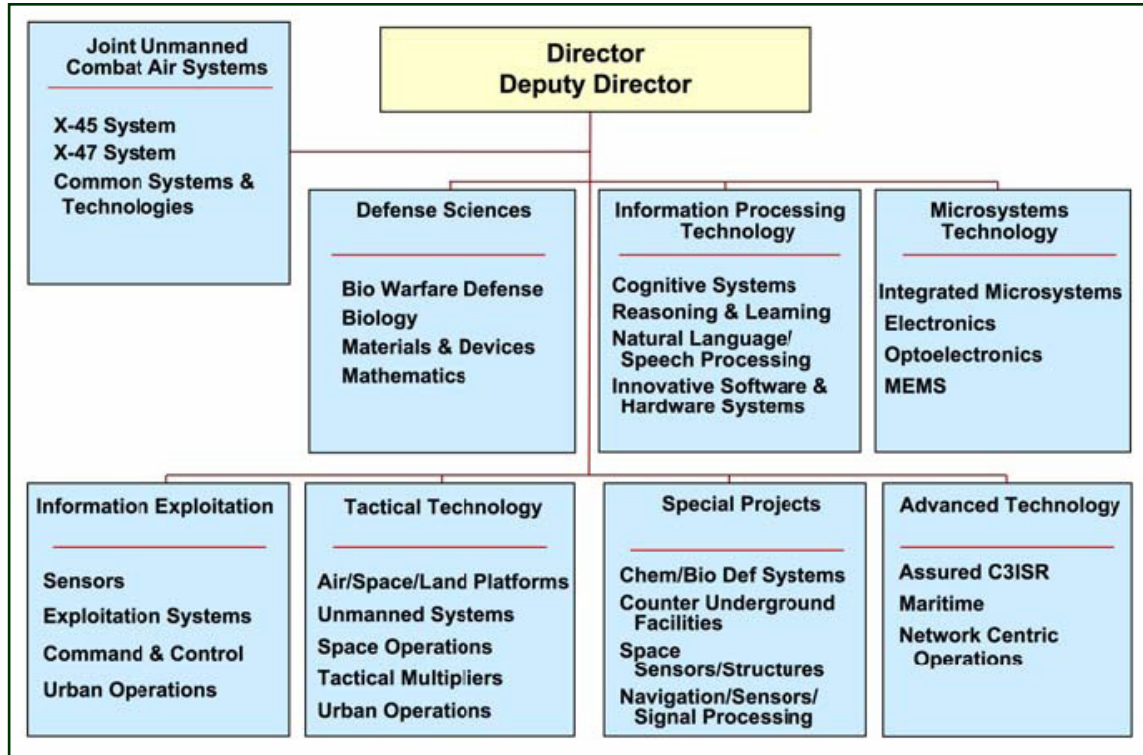 Joint Unmanned
Combat Air Systems
X-45 System
X-47 System
Common Systems &
Technologies
Director
Deputy Director
Defense Sciences
Bio Warfare Defense
Biology
Materials & Devices
Mathematics
Information Processing
Technology
Cognitive Systems
Reasoning & Learning
Natural Language/
Speech Processing
Innovative Software &
Hardware Systems
Microsystems
Technology
Integrated Microsystems
Electronics
Optoelectronics
MEMS
Information Exploitation
Sensors
Exploitation Systems
Command & Control
Urban Operations
Tactical Technology
Air/Space/Land Platforms
Unmanned Systems
Space Operations
Tactical Multipliers
Urban Operations
Special Projects
Chem/Bio Def Systems
Counter Underground
Facilities
Space
Sensors/Structures
Navigation/Sensors/
Signal Processing
Advanced Technology
Assured C3ISR
Maritime
Network Centric
Operations